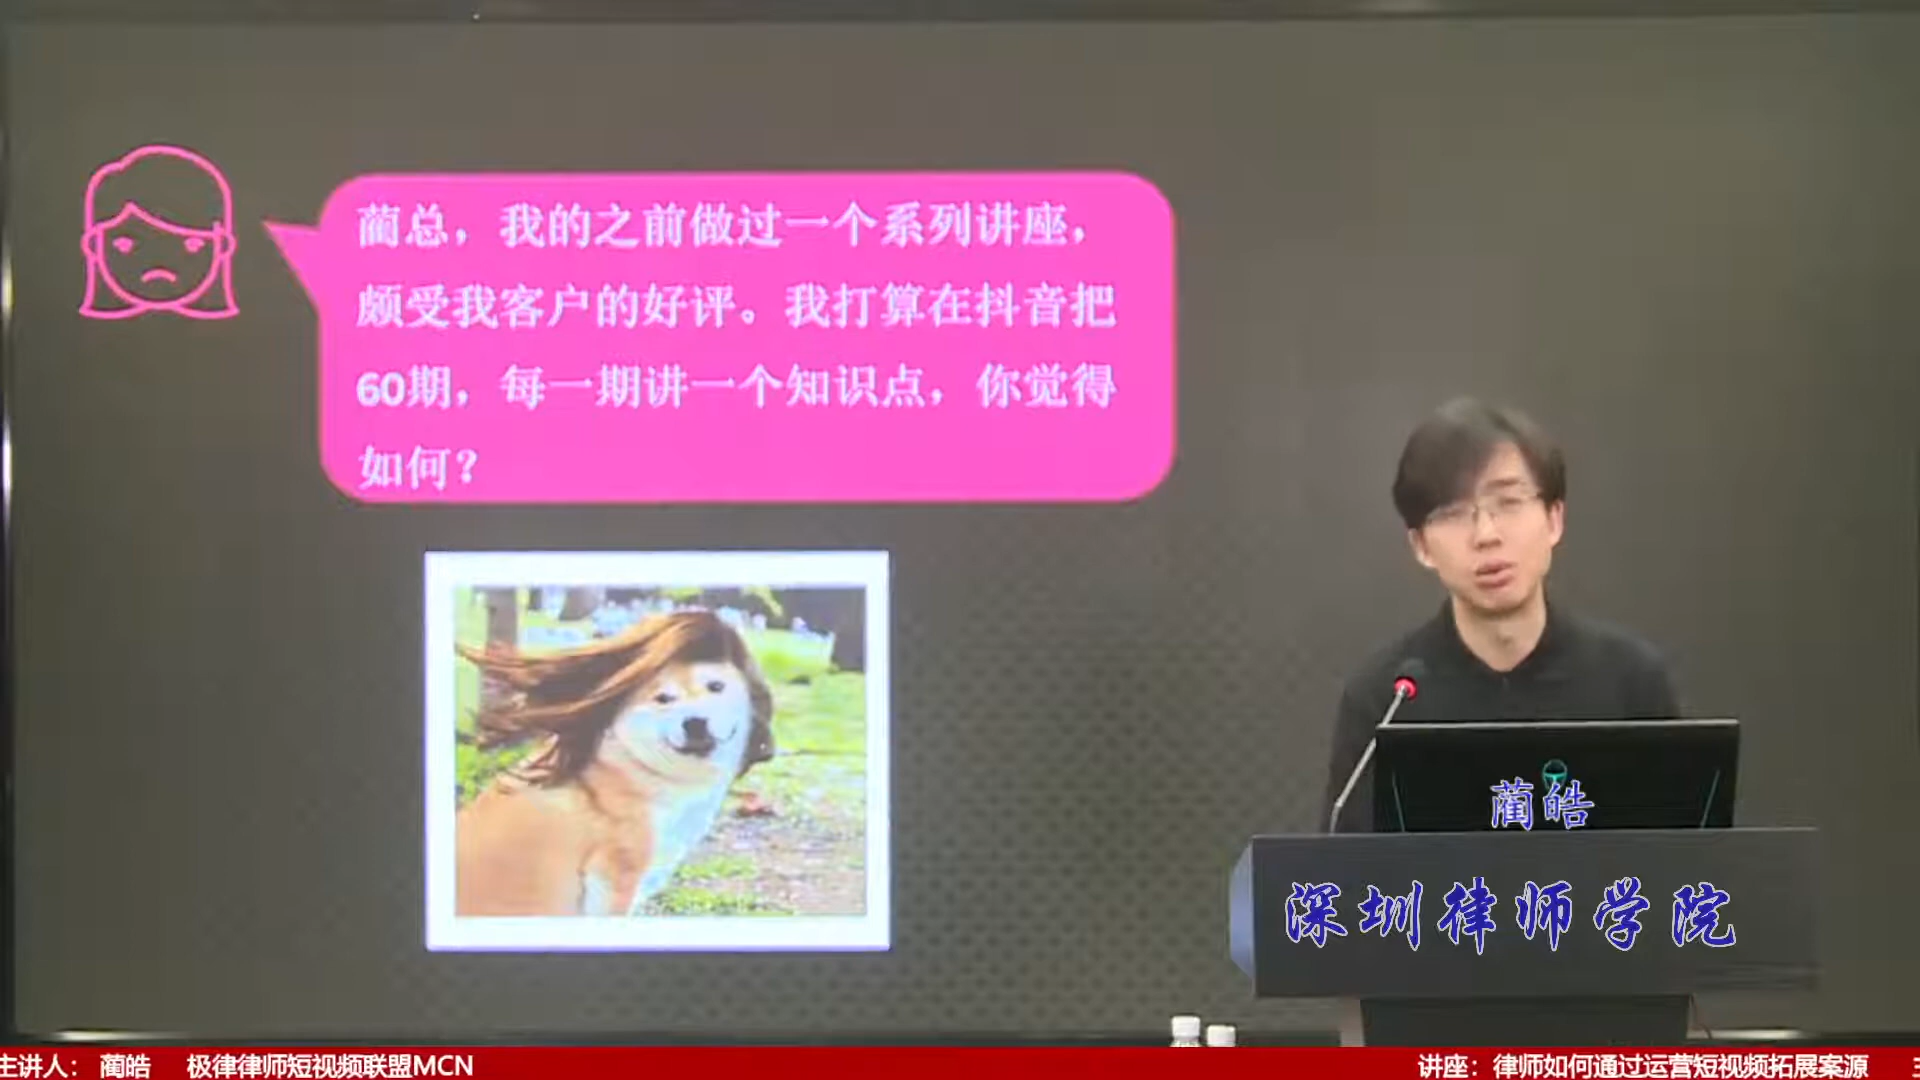 蔺总，我的之前做过一个系列讲座，
颇受我客户的好评。我打算在抖音把
60期，每一期讲一个知识点，你觉得
如何？
蔺皓
深圳律师学院
主讲人： 蔺皓 极律律师短视频联盟MCN
讲座：律师如何通过运营短视频拓展案源